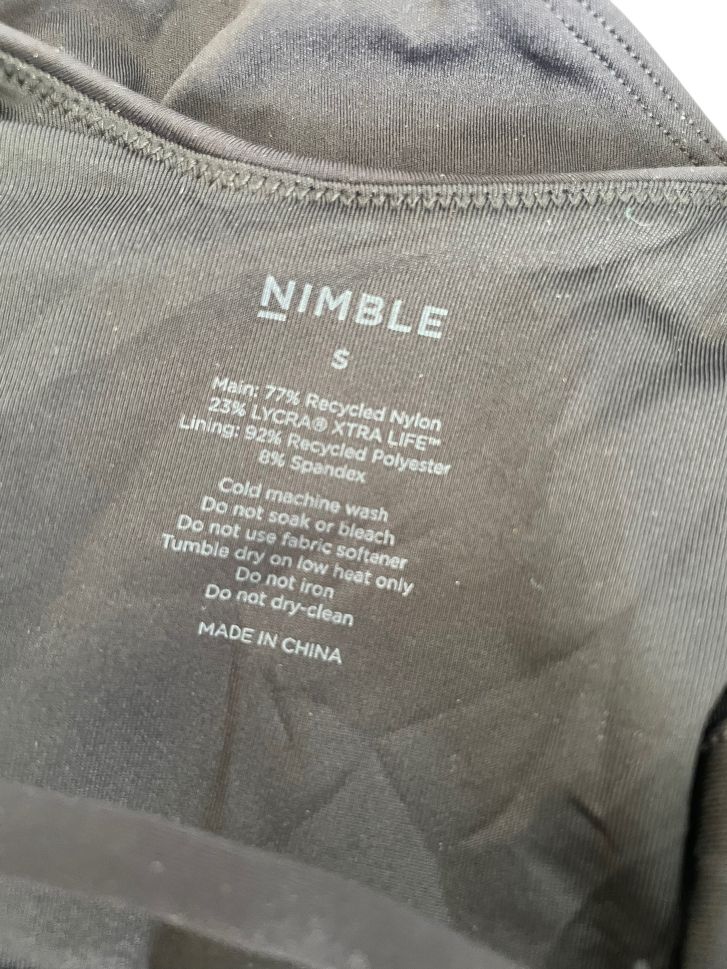 NIMBLE
S
Main: 77% Recycled Nylon
23% LYCRA® XTRA LIFE™
Lining: 92% Recycled Polyester
8% Spandex
Cold machine wash
Do not soak or bleach
Do not use fabric softener
Tumble dry on low heat only
Do not iron
Do not dry-clean
MADE IN CHINA